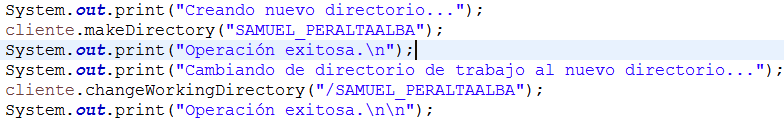 System.out.print("Creando nuevo directorio...");
cliente.makeDirectory("SAMUEL_PERALTAALBA");
System.out.print("Operación exitosa.\n");
System.out.print("Cambiando de directorio de trabajo al nuevo directorio...");
cliente.changeWorkingDirectory("/SAMUEL_PERALTAALBA");
System.out.print("Operación exitosa.\n\n");